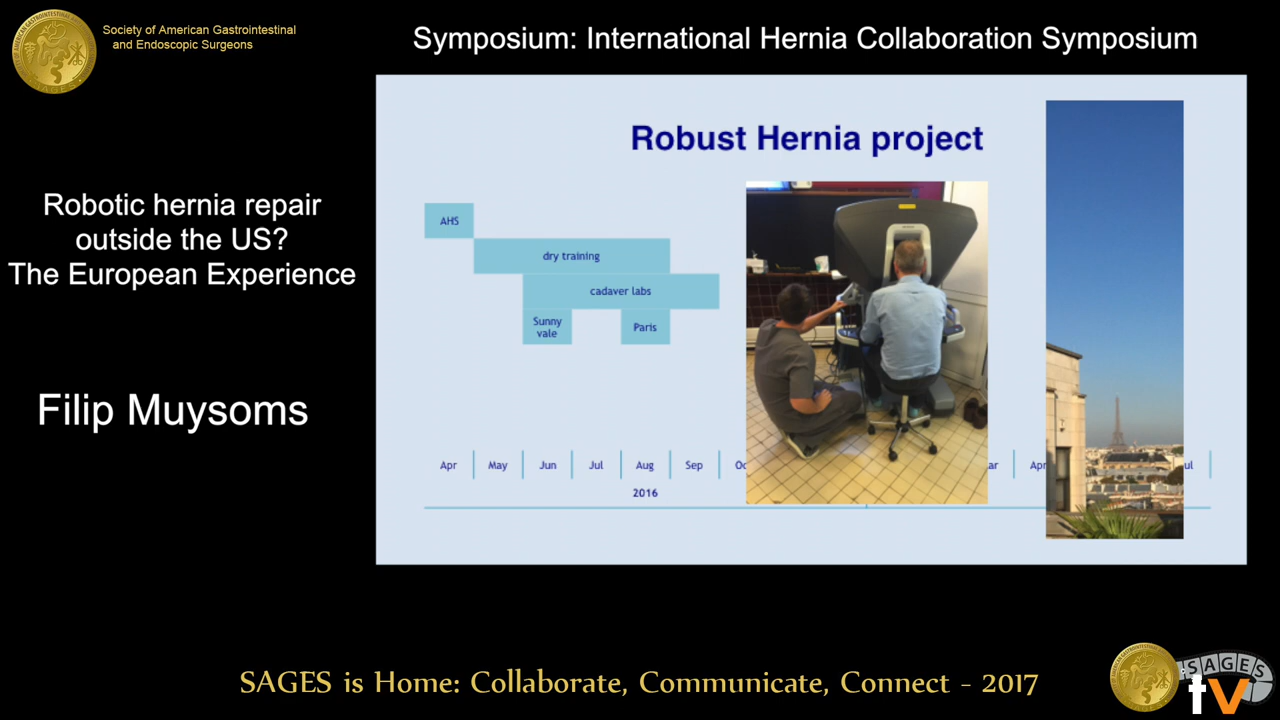 Society of American Gastrointestinal
and Endoscopic Surgeons
Symposium: International Hernia Collaboration Symposium
Robotic hernia repair
outside the US?
The European Experience
Filip Muysoms
Robust Hernia project
AHS
dry training
cadaver labs
Sunny
vale
Paris
Apr May Jun Jul Aug Sep
2016
SAGES is Home: Collaborate, Communicate, Connect - 2017
SAGES
tv